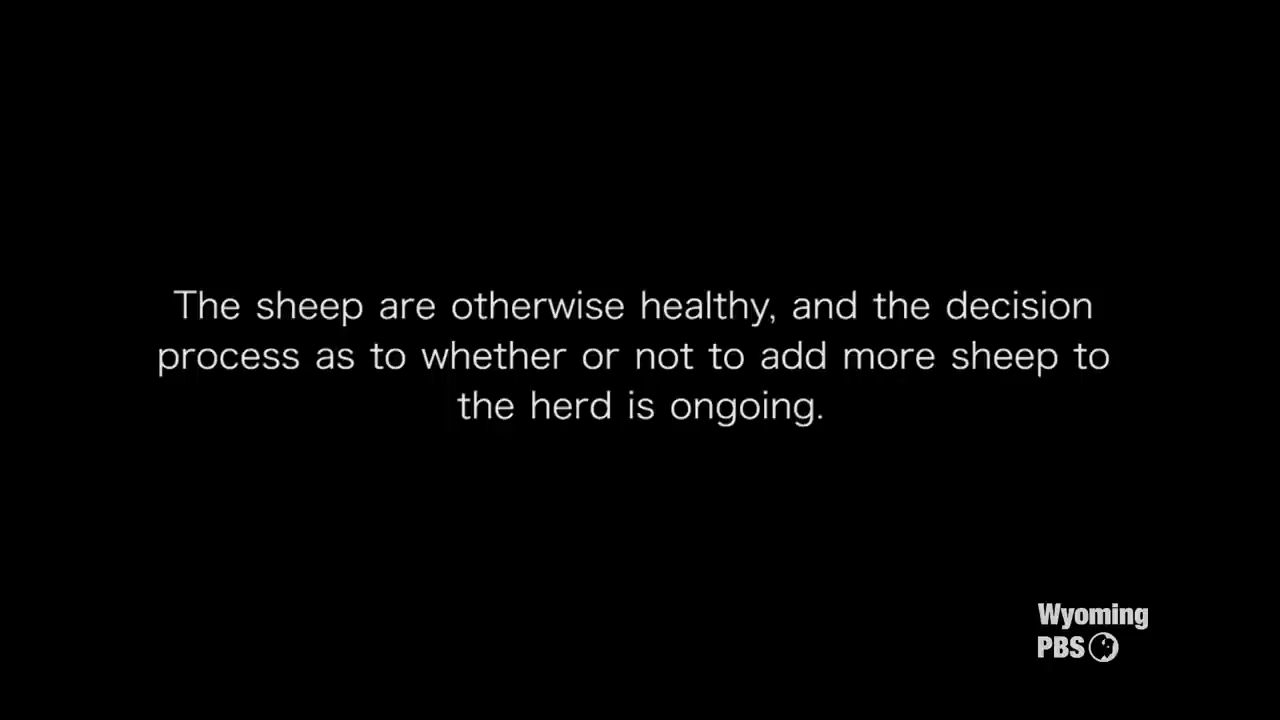 The sheep are otherwise healthy, and the decision
process as to whether or not to add more sheep to
the herd is ongoing.
Wyoming
PBS